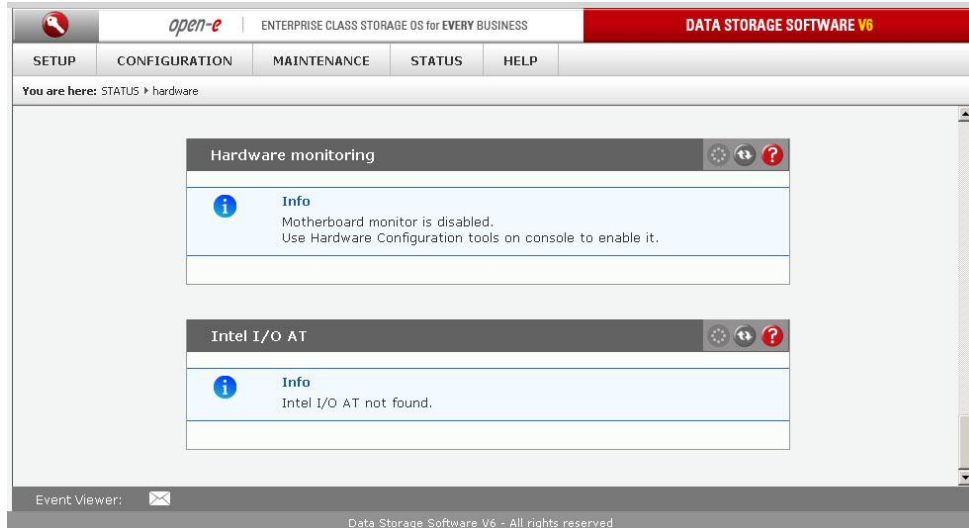 open-e ENTERPRISE CLASS STORAGE OS for EVERY BUSINESS DATA STORAGE SOFTWARE V6
SETUP CONFIGURATION MAINTENANCE STATUS HELP
You are here: STATUS hardware
Hardware monitoring
?
i
Info
Motherboard monitor is disabled.
Use Hardware Configuration tools on console to enable it.
Intel I/O AT
?
i
Info
Intel I/O AT not found.
Event Viewer:
Data Storage Software V6 - All rights reserved